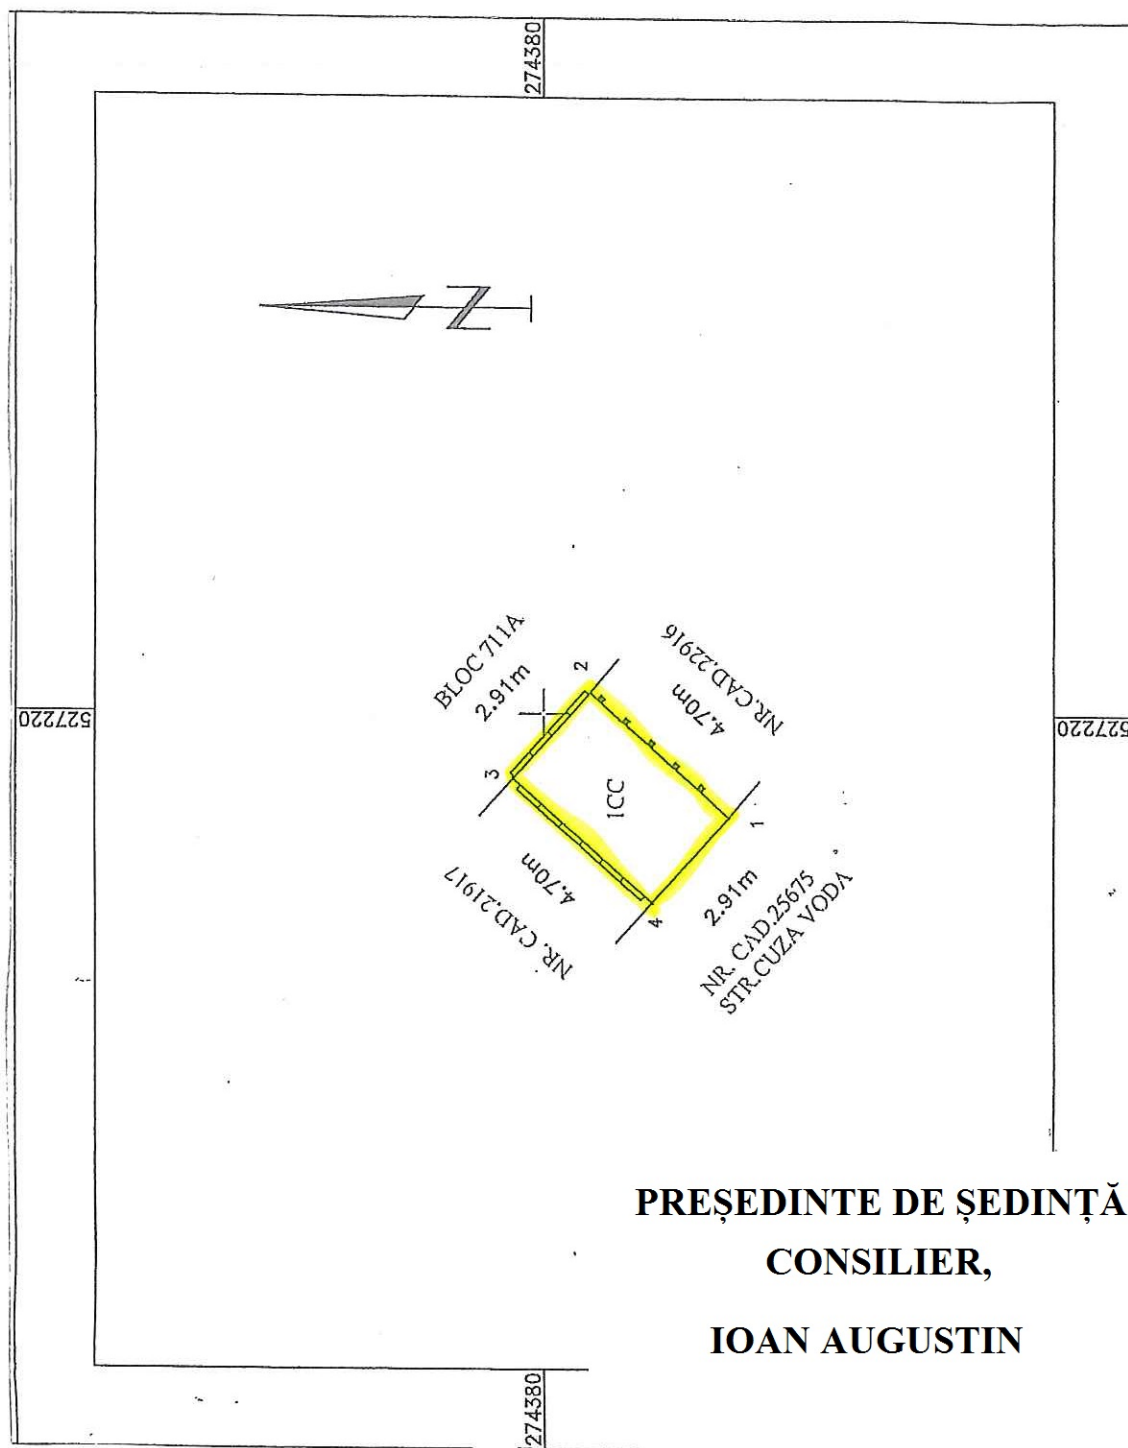 274380
N
527220
527220
BLOC 711A
2.91m
2
3
NR.CAD.22916
4.70m
1CC
1
4
4.70m
NR. CAD.21917
2.91m
NR. CAD.25675
STR.CUZA VODA
PREȘEDINTE DE ȘEDINȚĂ
CONSILIER,
IOAN AUGUSTIN
274380